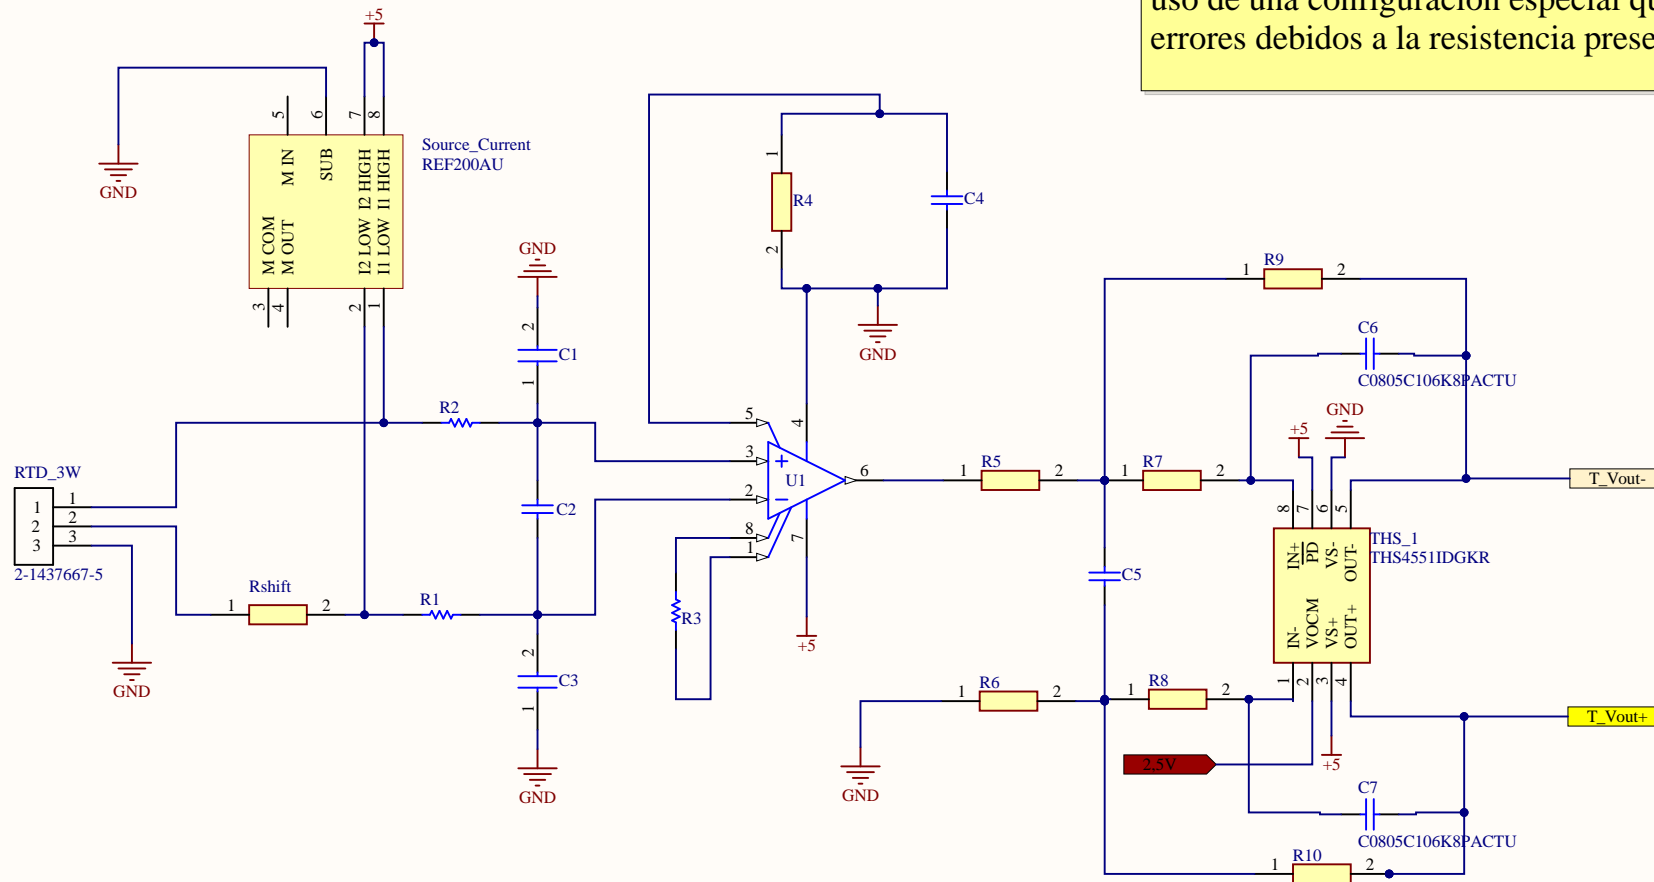 uso de una configuración especial
errores debidos a la resistencia
+5
5
6
7
8
M IN
SUB
I2 HIGH
I1 HIGH
M COM
M OUT
I2 LOW
I1 LOW
3
4
2
1
Source_Current
REF200AU
GND
GND
2
C1
1
R2
C2
R1
2
C3
1
GND
RTD_3W
1 1
2 2
3 3
2-1437667-5
1 Rshift 2
GND
1
R4
2
C4
GND
5
3
2
8
1
4
U1
6
7
R3
+5
1 R5 2
1 R6 2
GND
C5
1 R7 2
1 R8 2
1 R9 2
C6
C0805C106K8PACTU
GND
+5
8
7
6
5
IN+
PD
VS-
OUT-
IN-
VOCM
VS+
OUT+
1
2
3
4
THS_1
THS4551IDGKR
T_Vout-
T_Vout+
2,5V
+5
C7
C0805C106K8PACTU
1 R10 2